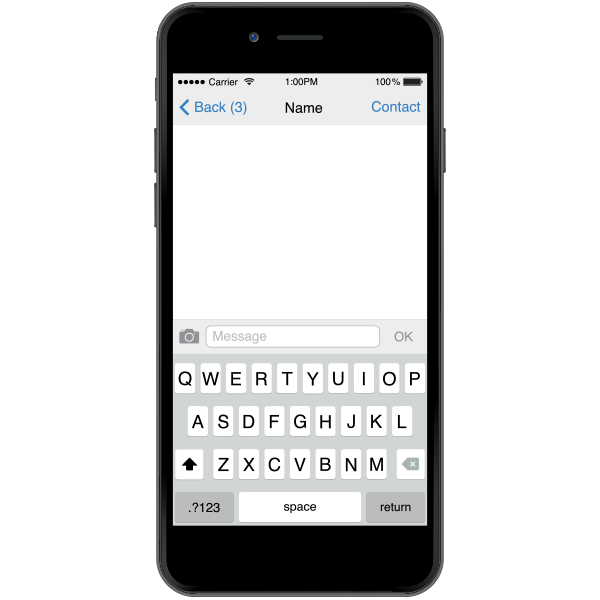 Carrier 1:00PM 100%
Back (3) Name Contact
Message OK
Q W E R T Y U I O P
A S D F G H J K L
Z X C V B N M
.?123 space return